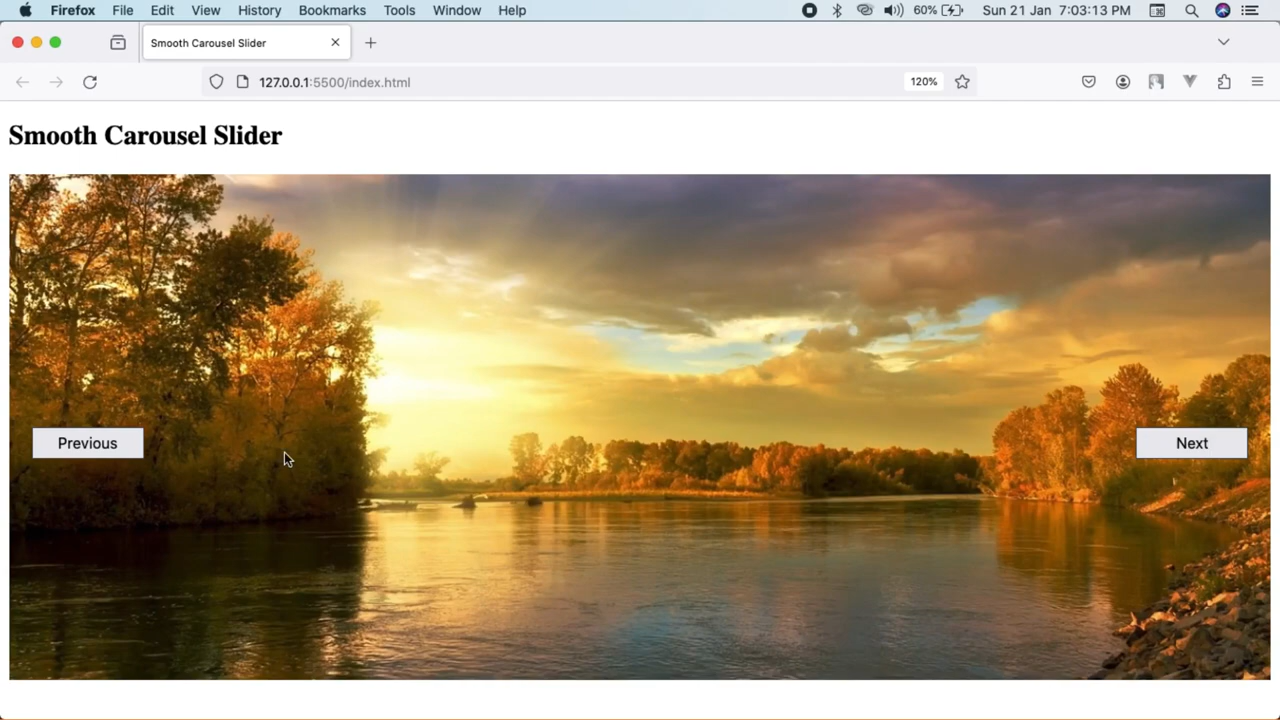 Firefox File Edit View History Bookmarks Tools Window Help 60% Sun 21 Jan 7:03:13 PM
Smooth Carousel Slider
127.0.0.1:5500/index.html 120%
Smooth Carousel Slider
Previous Next